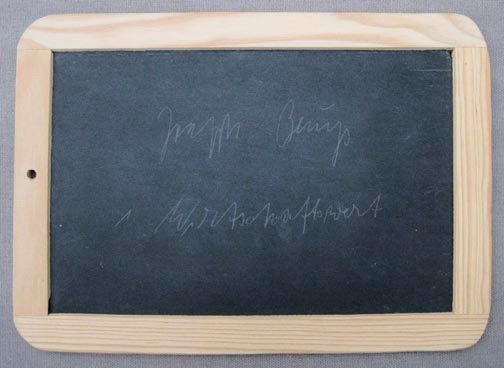 Joseph Beuys
1 Wirtschaftswert